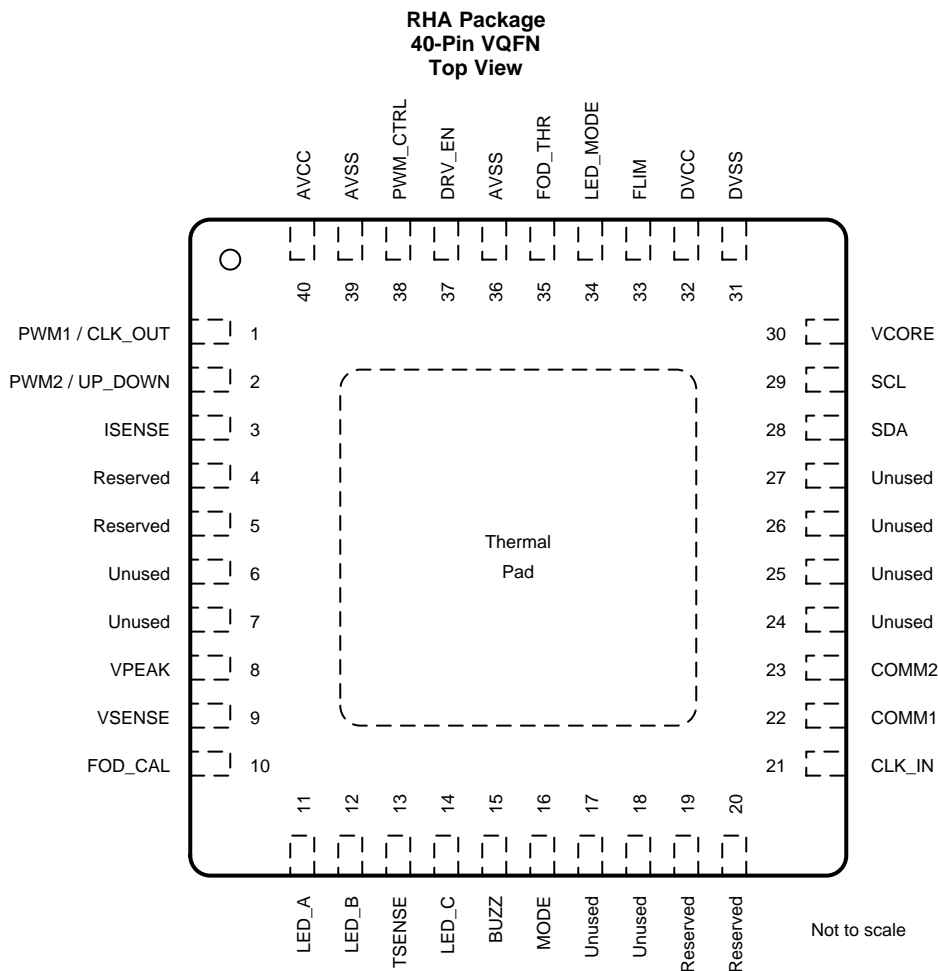 RHA Package
40-Pin VQFN
Top View
AVCC
AVSS
PWM_CTRL
DRV_EN
AVSS
FOD_THR
LED_MODE
FLIM
DVCC
DVSS
40
39
38
37
36
35
34
33
32
31
PWM1 / CLK_OUT 1
PWM2 / UP_DOWN 2
ISENSE 3
Reserved 4
Reserved 5
Unused 6
Unused 7
VPEAK 8
VSENSE 9
FOD_CAL 10
Thermal
Pad
30 VCORE
29 SCL
28 SDA
27 Unused
26 Unused
25 Unused
24 Unused
23 COMM2
22 COMM1
21 CLK_IN
11
12
13
14
15
16
17
18
19
20
LED_A
LED_B
TSENSE
LED_C
BUZZ
MODE
Unused
Unused
Reserved
Reserved
Not to scale